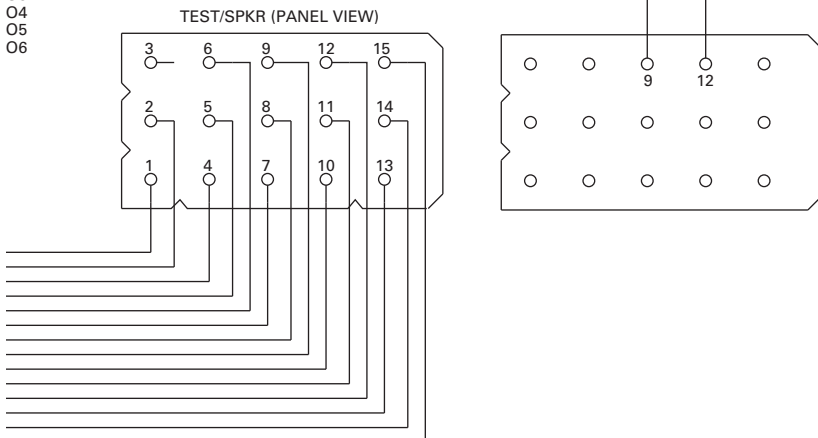 O4
O5
O6
TEST/SPKR (PANEL VIEW)
3 6 9 12 15
2 5 8 11 14
1 4 7 10 13
9 12